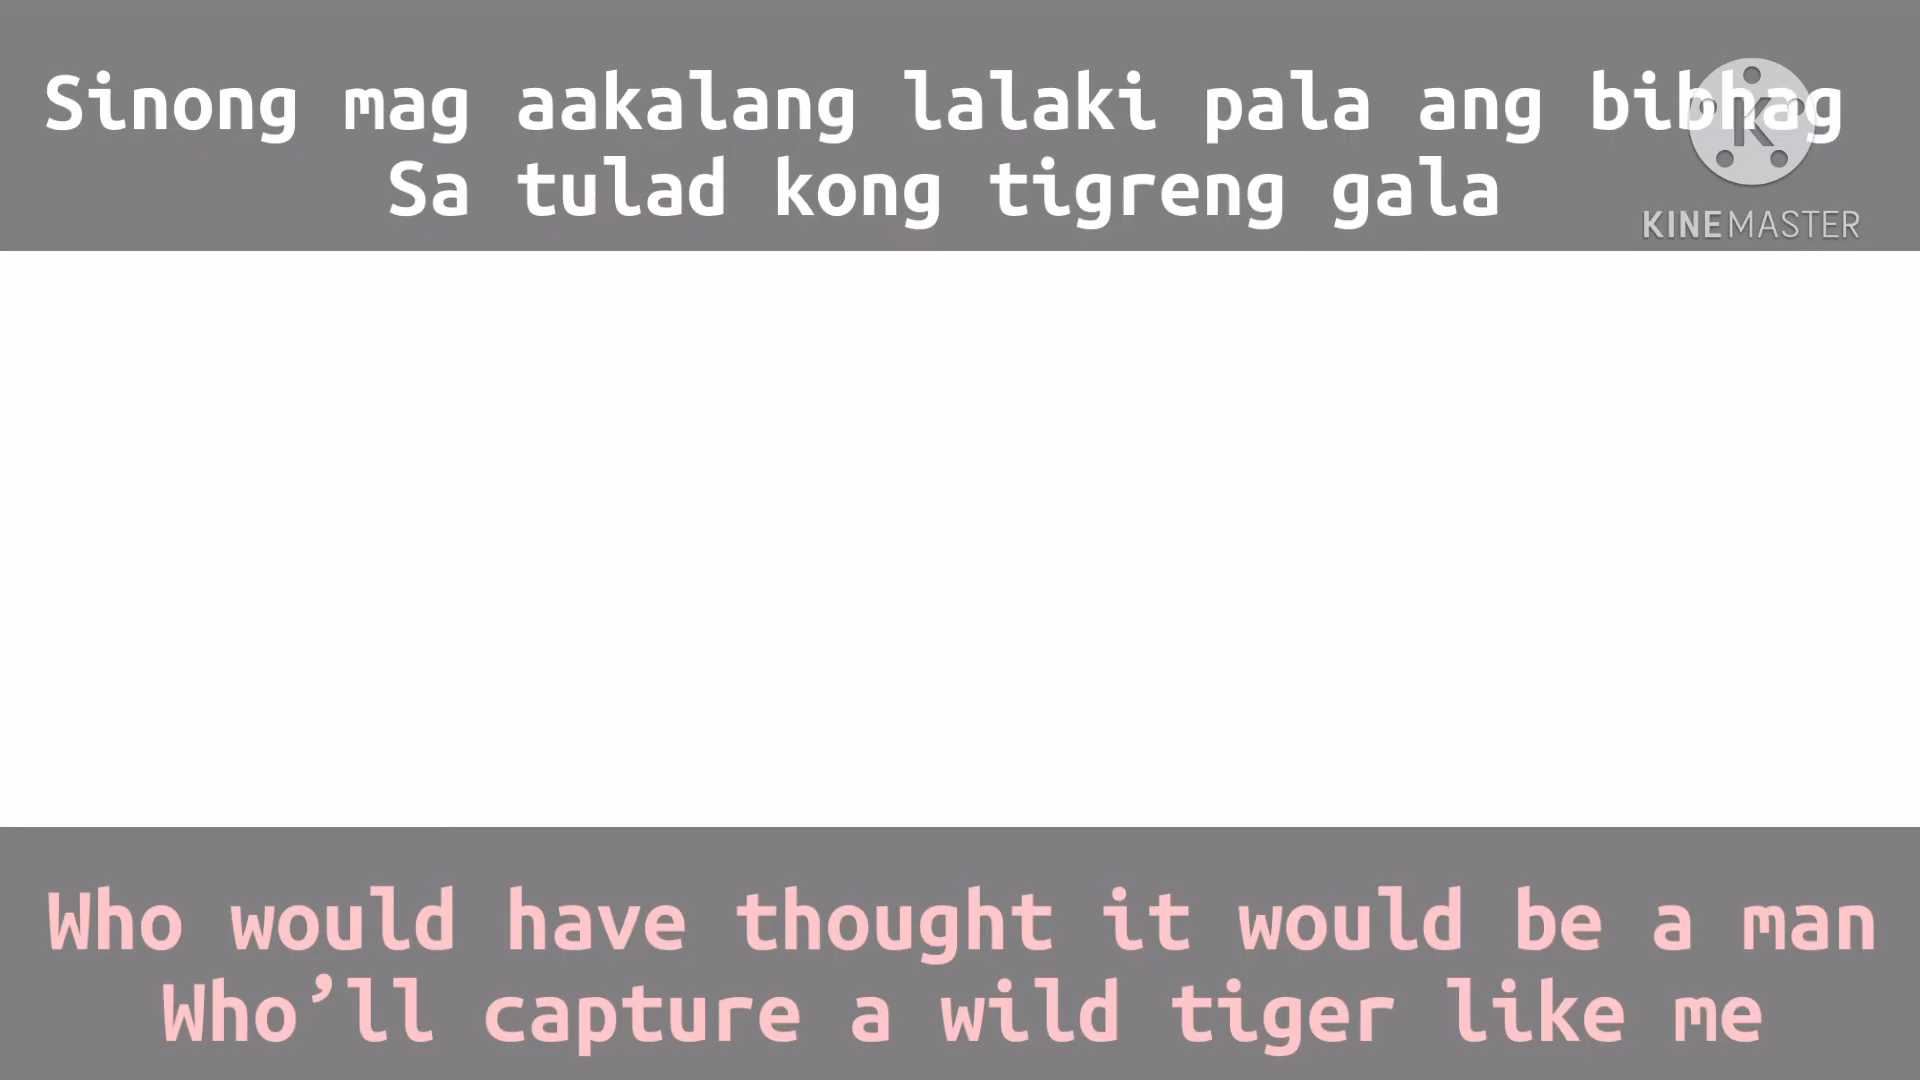 Sinong mag aakalang lalaki pala ang bibhag
Sa tulad kong tigreng gala
KINEMASTER
Who would have thought it would be a man
Who’ll capture a wild tiger like me